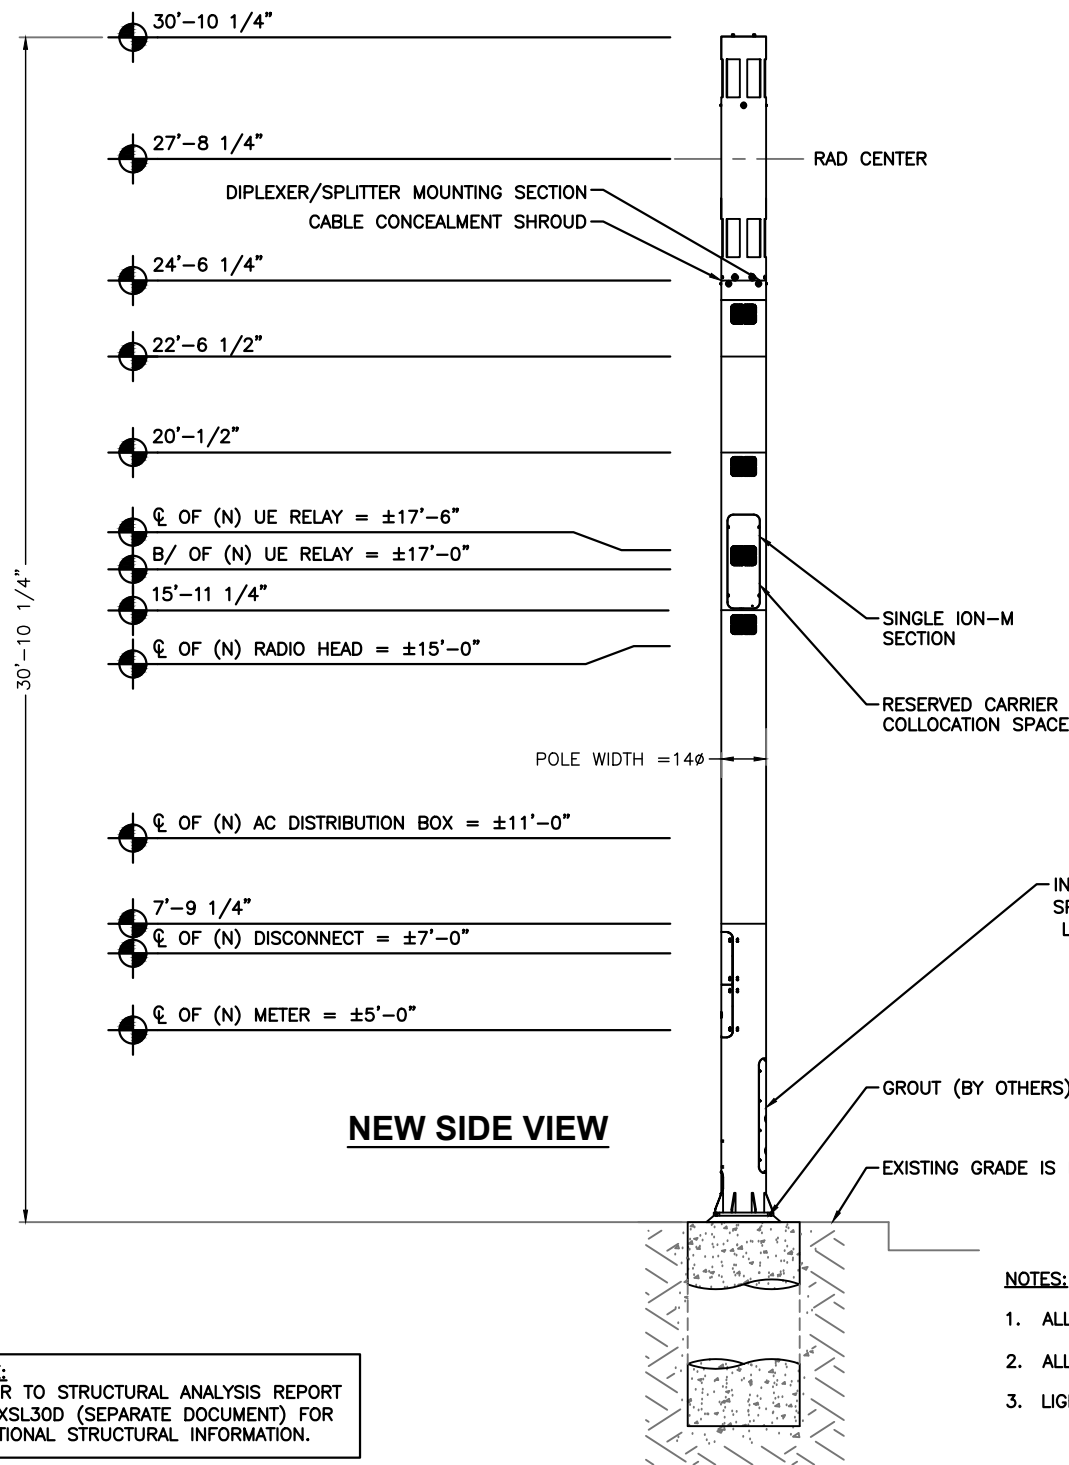 30'-10 1/4"
27'-8 1/4"
RAD CENTER
DIPLEXER/SPLITTER MOUNTING SECTION
CABLE CONCEALMENT SHROUD
24'-6 1/4"
22'-6 1/2"
20'-1/2"
℄ OF (N) UE RELAY = ±17'-6"
B/ OF (N) UE RELAY = ±17'-0"
15'-11 1/4"
℄ OF (N) RADIO HEAD = ±15'-0"
30'-10 1/4"
SINGLE ION-M
SECTION
RESERVED CARRIER
COLLOCATION SPACE
POLE WIDTH =14ø
℄ OF (N) AC DISTRIBUTION BOX = ±11'-0"
7'-9 1/4"
℄ OF (N) DISCONNECT = ±7'-0"
℄ OF (N) METER = ±5'-0"
NEW SIDE VIEW
GROUT (BY OTHERS)
EXISTING GRADE IS
NOTES:
1. ALL
2. ALL
3.
TO STRUCTURAL ANALYSIS REPORT
XSL30D (SEPARATE DOCUMENT) FOR
STRUCTURAL INFORMATION.